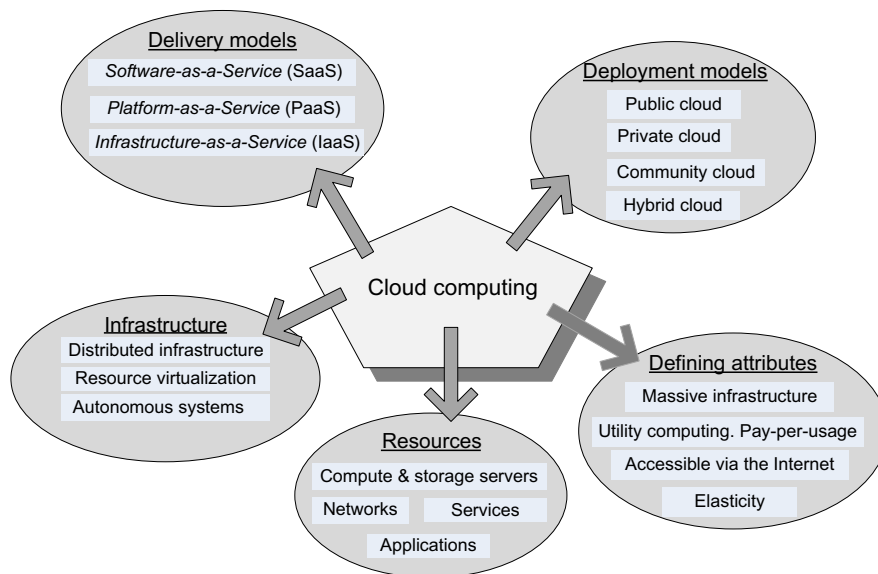 Delivery models
Software-as-a-Service (SaaS)
Platform-as-a-Service (PaaS)
Infrastructure-as-a-Service (IaaS)
Deployment models
Public cloud
Private cloud
Community cloud
Hybrid cloud
Cloud computing
Infrastructure
Distributed infrastructure
Resource virtualization
Autonomous systems
Resources
Compute & storage servers
Networks Services
Applications
Defining attributes
Massive infrastructure
Utility computing. Pay-per-usage
Accessible via the Internet
Elasticity